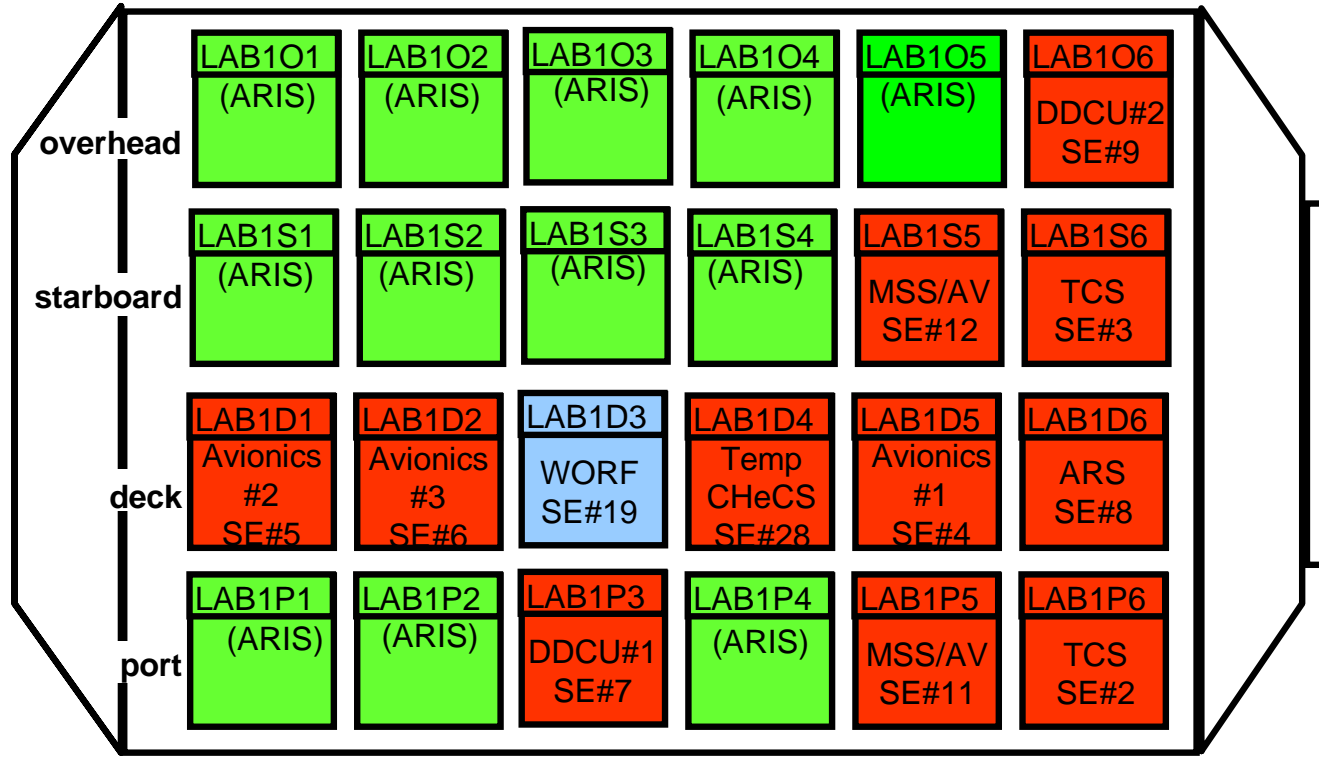 LAB1O1
(ARIS)
LAB1O2
(ARIS)
LAB1O3
(ARIS)
LAB1O4
(ARIS)
LAB1O5
(ARIS)
LAB1O6
DDCU#2
SE#9
overhead
LAB1S1
(ARIS)
LAB1S2
(ARIS)
LAB1S3
(ARIS)
LAB1S4
(ARIS)
LAB1S5
MSS/AV
SE#12
LAB1S6
TCS
SE#3
starboard
LAB1D1
Avionics
#2
SE#5
LAB1D2
Avionics
#3
SE#6
LAB1D3
WORF
SE#19
LAB1D4
Temp
CHeCS
SE#28
LAB1D5
Avionics
#1
SE#4
LAB1D6
ARS
SE#8
deck
LAB1P1
(ARIS)
LAB1P2
(ARIS)
LAB1P3
DDCU#1
SE#7
LAB1P4
(ARIS)
LAB1P5
MSS/AV
SE#11
LAB1P6
TCS
SE#2
port